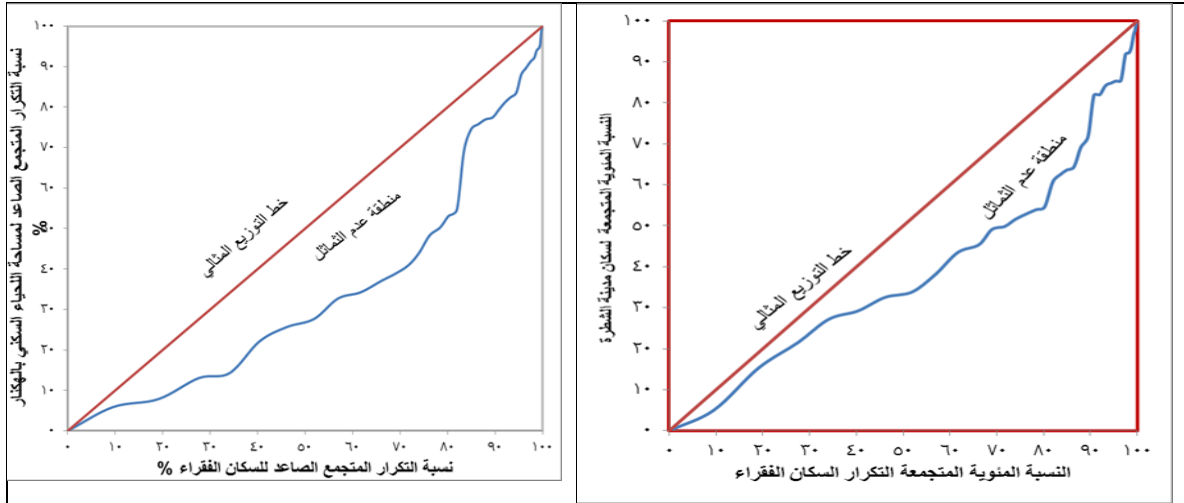 النسبة المئوية المتجمعة لسكان مدينة الشطرة
١٠٠
٩٠
٨٠
٧٠
٦٠
٥٠
٤٠
٣٠
٢٠
١٠
٠
خط التوزيع المثالي
منطقة عدم التماثل
٠ ١٠ ٢٠ ٣٠ ٤٠ ٥٠ ٦٠ ٧٠ ٨٠ ٩٠ ١٠٠
النسبة المئوية المتجمعة التكرار السكان الفقراء
نسبة التكرار المتجمع الصاعد لمساحة اللحياء السكني بالهكتار
%
١٠٠
٩٠
٨٠
٧٠
٦٠
٥٠
٤٠
٣٠
٢٠
١٠
٠
خط التوزيع المثالي
منطقة عدم التماثل
٠ ١٠ ٢٠ ٣٠ ٤٠ ٥٠ ٦٠ ٧٠ ٨٠ ٩٠ ١٠٠
نسبة التكرار المتجمع الصاعد للسكان الفقراء %